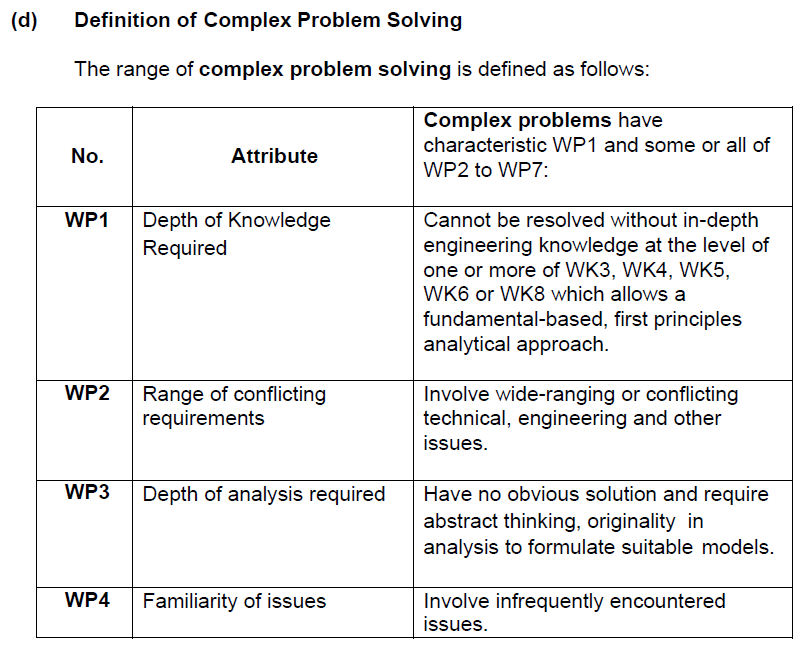 (d) Definition of Complex Problem Solving
The range of complex problem solving is defined as follows:
No.
Attribute
Complex problems have
characteristic WP1 and some or all of
WP2 to WP7:
WP1
Depth of Knowledge
Required
Cannot be resolved without in-depth
engineering knowledge at the level of
one or more of WK3, WK4, WK5,
WK6 or WK8 which allows a
fundamental-based, first principles
analytical approach.
WP2
Range of conflicting
requirements
Involve wide-ranging or conflicting
technical, engineering and other
issues.
WP3
Depth of analysis required
Have no obvious solution and require
abstract thinking, originality in
analysis to formulate suitable models.
WP4
Familiarity of issues
Involve infrequently encountered
issues.